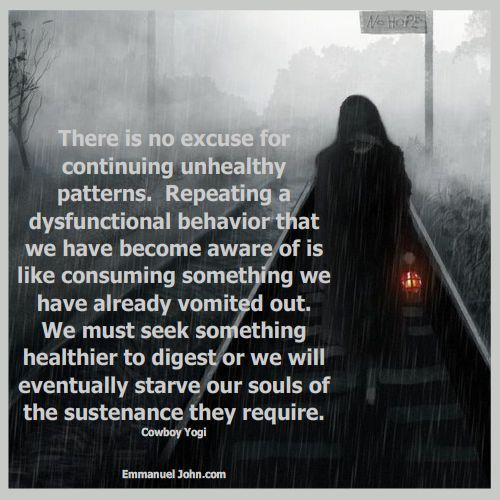 NO HOPE
There is no excuse for
continuing unhealthy
patterns.  Repeating a
dysfunctional behavior that
we have become aware of is
like consuming something we
have already vomited out.
We must seek something
healthier to digest or we will
eventually starve our souls of
the sustenance they require.
Cowboy Yogi
Emmanuel John.com